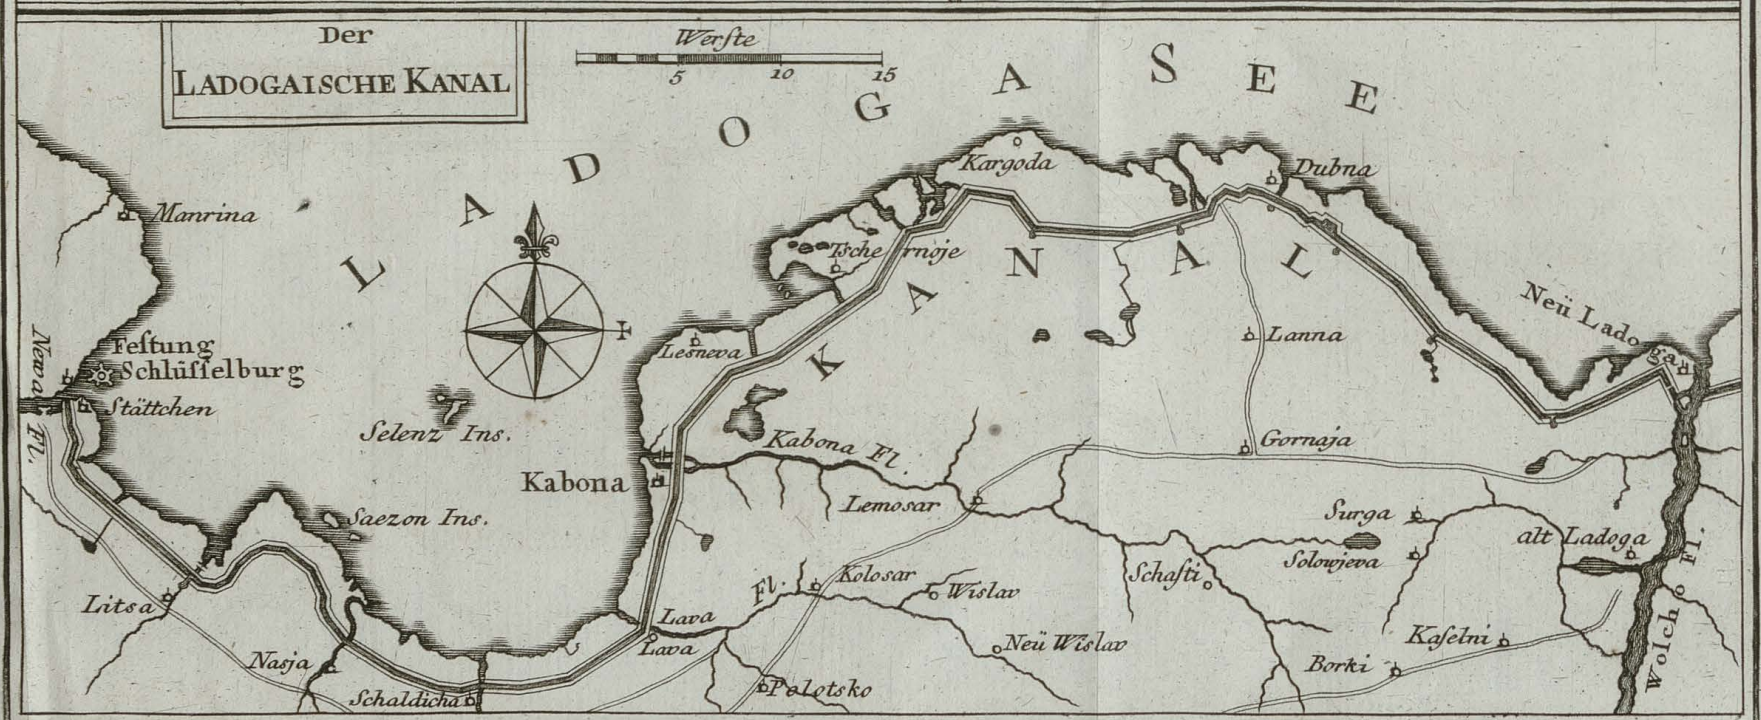 Der
LADOGAISCHE KANAL
Werſte
5 10 15
LADOGA SEE
KANAL
Manrina
Kargoda
Dubna
Tschernoje
Neü Ladoga
Newa Fl.
Feſtung
Schlüſſelburg
Stättchen
Lesneva
Lanna
Selenz Ins.
Kabona Fl.
Gornaja
Kabona
Lemosar
Saezon Ins.
Surga
alt Ladoga
Solowjeva
Schaſti
Kolosar
Wislav
Fl.
Litsa
Lava
Lava
Neü Wislav
Kaſelni
Borki
Wolcho Fl.
Nasja
Schaldicha
Polotsko